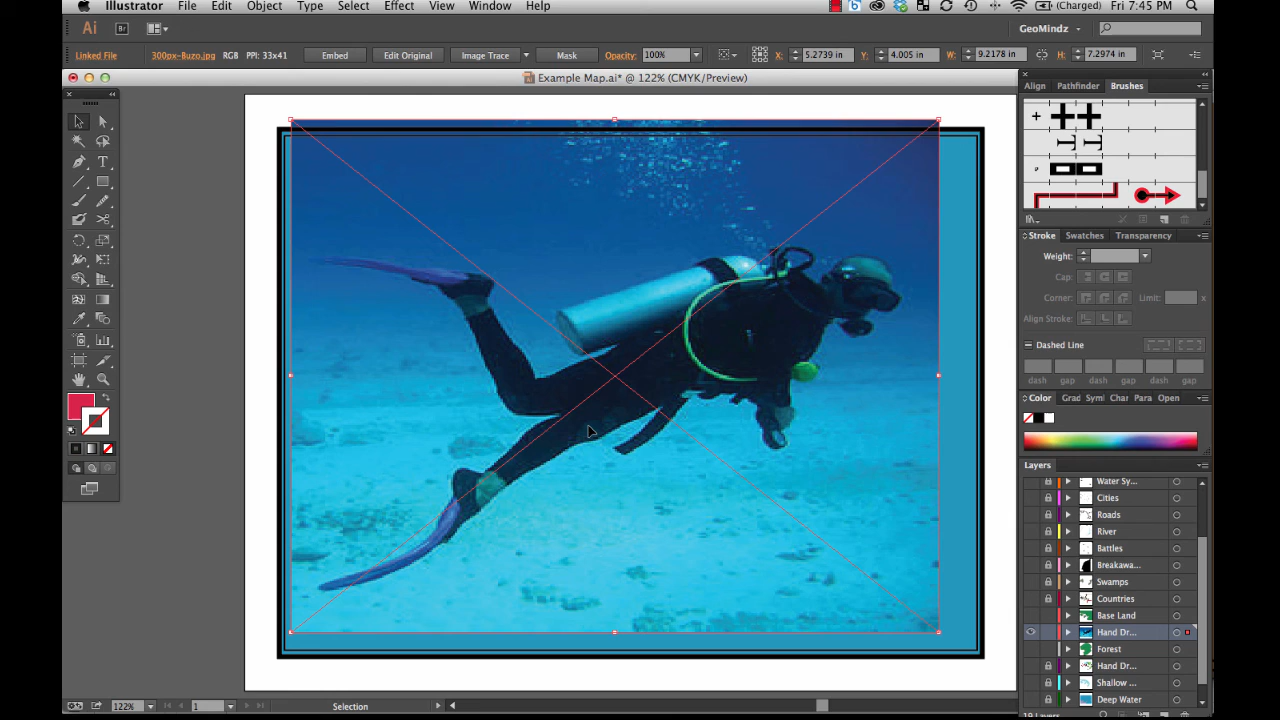 Illustrator File Edit Object Type Select Effect View Window Help (Charged) Fri 7:45 PM
Ai Br GeoMindz
Linked File 300px-Buzo.jpg RGB PPI: 33x41 Embed Edit Original Image Trace Mask Opacity: 100% X: 5.2739 in Y: 4.005 in W: 9.2178 in H: 7.2974 in
Example Map.ai* @ 122% (CMYK/Preview)
Align Pathfinder Brushes
Stroke Swatches Transparency
Weight:
Cap:
Corner: Limit: x
Align Stroke:
Dashed Line
dash gap dash gap dash gap
Color Grad Syml Char Para Open
Layers
Water Sy...
Cities
Roads
River
Battles
Breakawa...
Swamps
Countries
Base Land
Hand Dr...
Forest
Hand Dr...
Shallow ...
Deep Water
19 Layers
122% 1 Selection